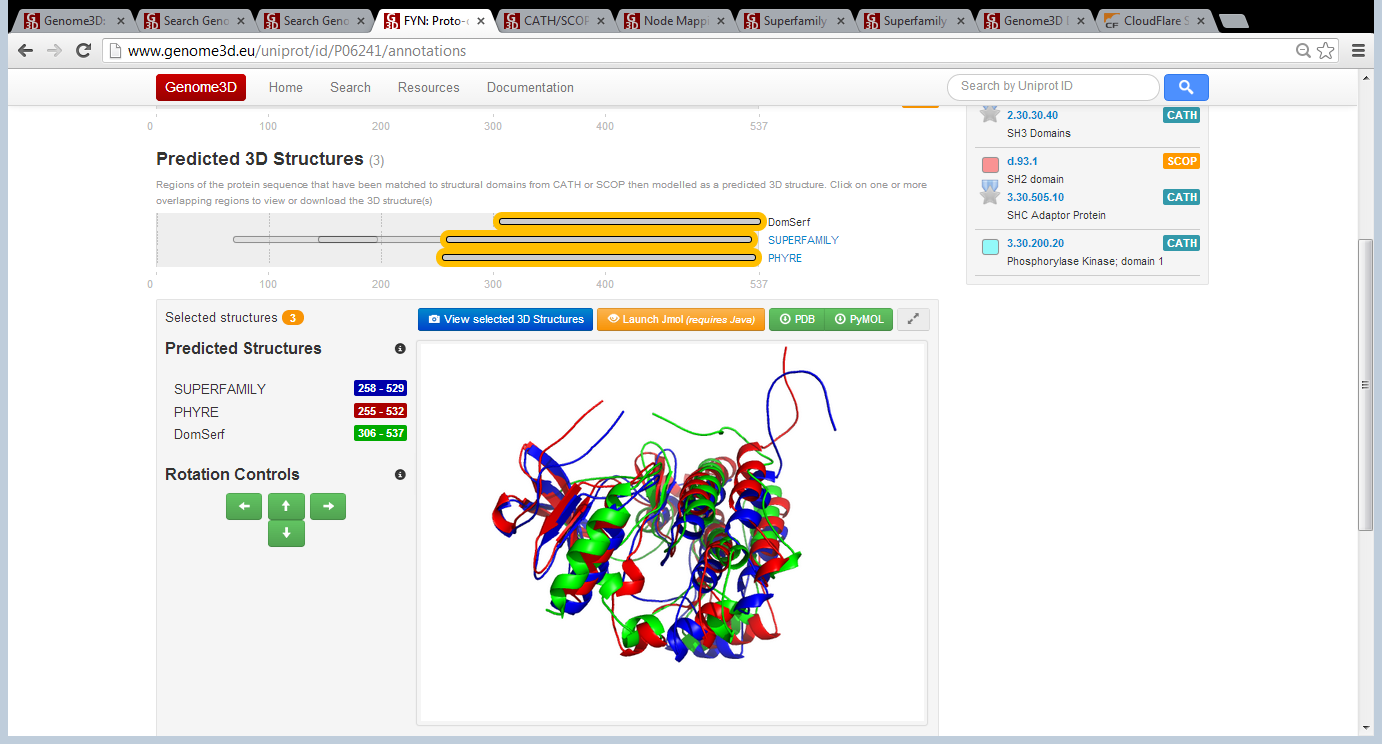 Genome3D:
Search Geno
Search Geno
FYN: Proto-
CATH/SCOP
Node Mappi
Superfamily
Superfamily
Genome3D
CloudFlare S
www.genome3d.eu/uniprot/id/P06241/annotations
Genome3D Home Search Resources Documentation Search by Uniprot ID
0 100 200 300 400 537
Predicted 3D Structures (3)
Regions of the protein sequence that have been matched to structural domains from CATH or SCOP then modelled as a predicted 3D structure. Click on one or more
overlapping regions to view or download the 3D structure(s)
DomSerf
SUPERFAMILY
PHYRE
0 100 200 300 400 537
Selected structures 3
View selected 3D Structures
Launch Jmol (requires Java)
PDB
PyMOL
Predicted Structures
SUPERFAMILY 258 - 529
PHYRE 255 - 532
DomSerf 306 - 537
Rotation Controls
2.30.30.40 CATH
SH3 Domains
d.93.1 SCOP
SH2 domain
3.30.505.10 CATH
SHC Adaptor Protein
3.30.200.20 CATH
Phosphorylase Kinase; domain 1